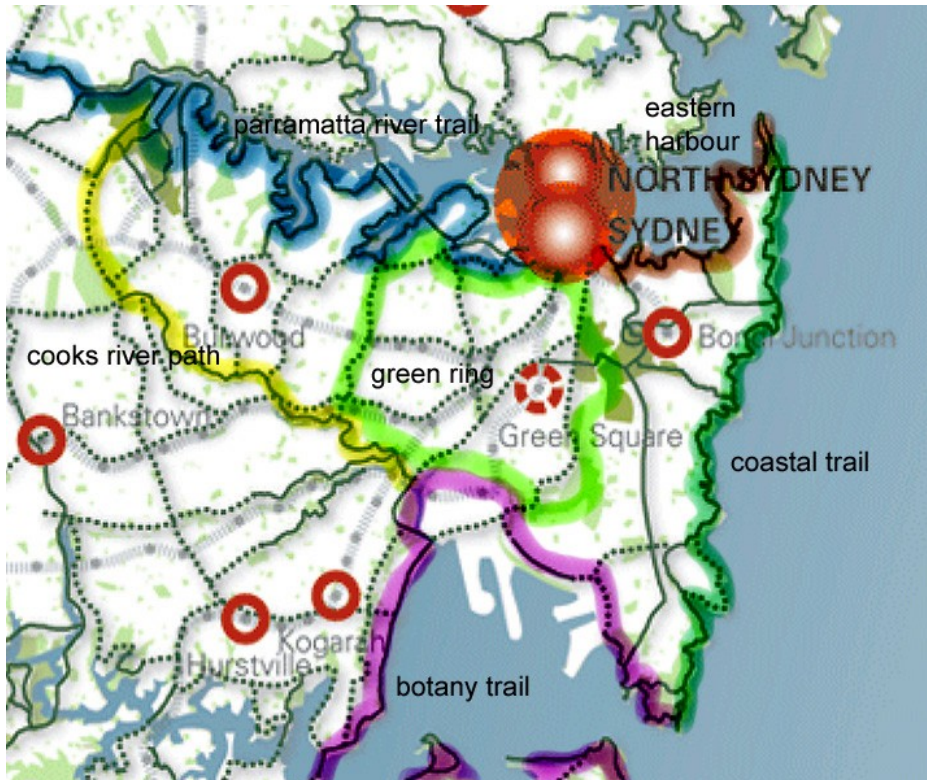 eastern
harbour
parramatta river trail
NORTH SYDNEY
SYDNEY
Burwood
Bondi Junction
cooks river path
green ring
Bankstown
Green Square
coastal trail
Kogarah
Hurstville
botany trail